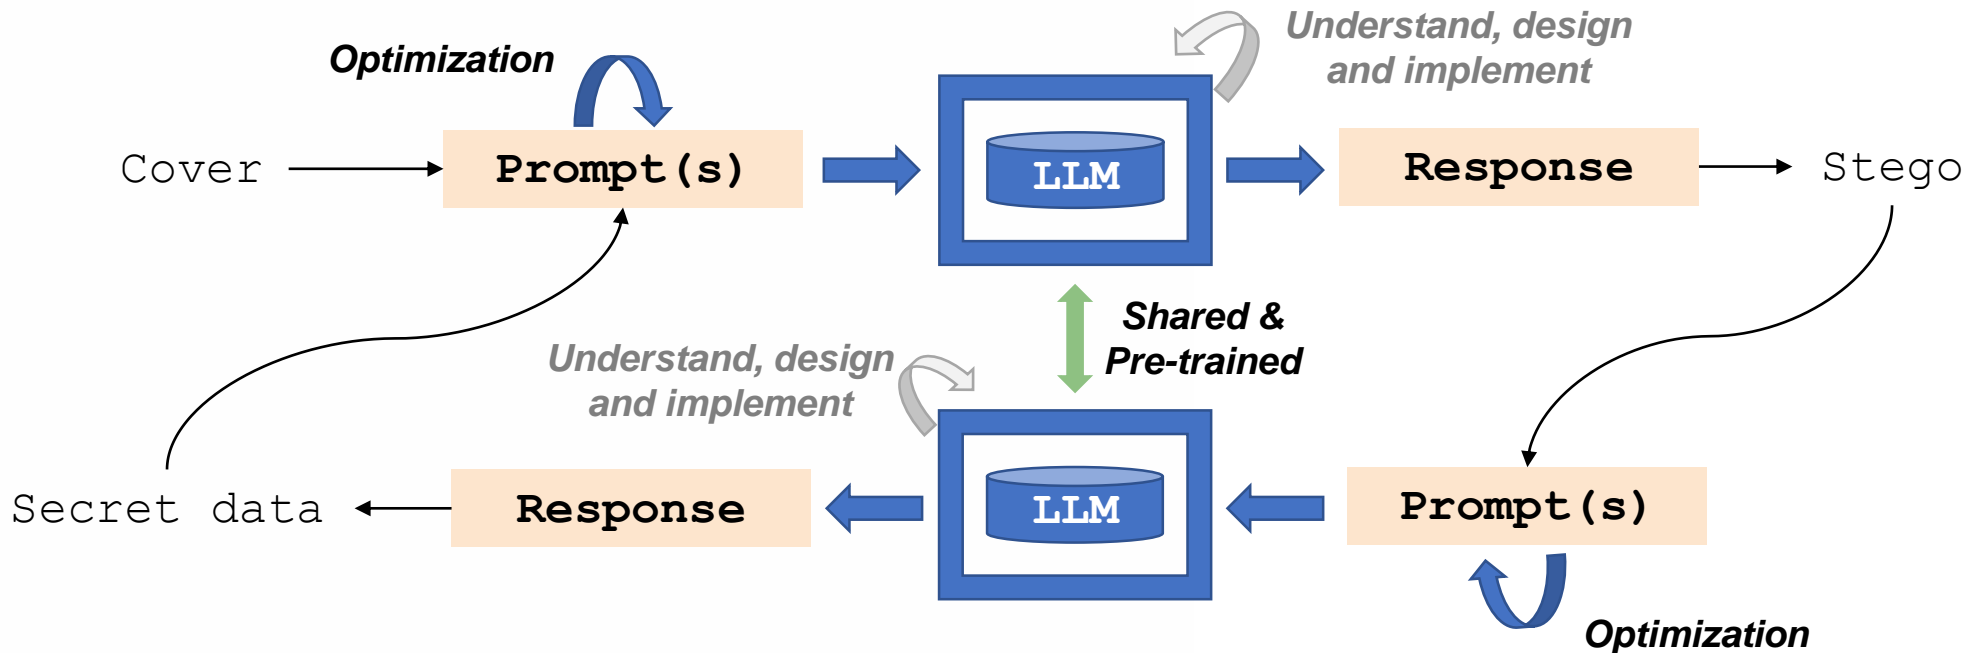 Optimization
Understand, design
and implement
Cover
Prompt(s)
LLM
Response
Stego
Shared &
Pre-trained
Understand, design
and implement
Secret data
Response
LLM
Prompt(s)
Optimization